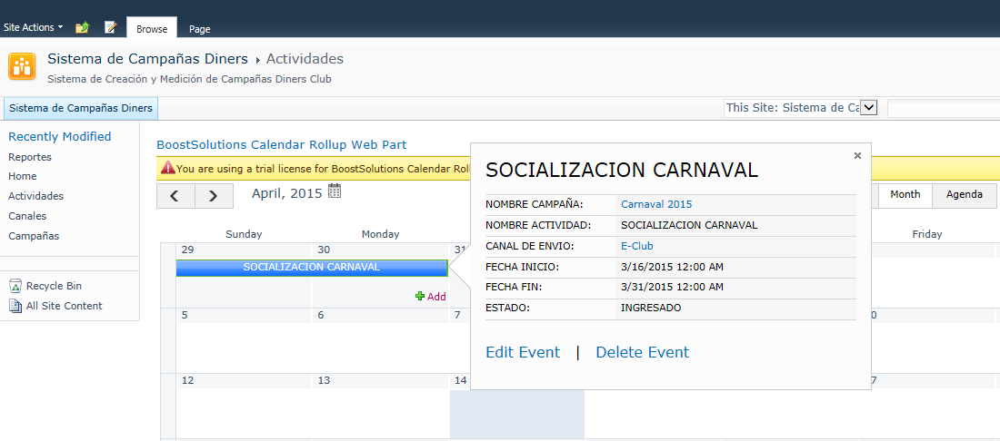 Site Actions
Browse
Page
Sistema de Campañas Diners
Actividades
Sistema de Creación y Medición de Campañas Diners Club
Sistema de Campañas Diners
This Site: Sistema de Ca
Recently Modified
Reportes
Home
Actividades
Canales
Campañas
Recycle Bin
All Site Content
BoostSolutions Calendar Rollup Web Part
You are using a trial license for BoostSolutions Calendar Roll
April, 2015
Month
Agenda
Sunday
Monday
Friday
29
30
31
SOCIALIZACION CARNAVAL
Add
5
6
7
0
12
13
14
7
SOCIALIZACION CARNAVAL
NOMBRE CAMPAÑA: Carnaval 2015
NOMBRE ACTIVIDAD: SOCIALIZACION CARNAVAL
CANAL DE ENVIO: E-Club
FECHA INICIO: 3/16/2015 12:00 AM
FECHA FIN: 3/31/2015 12:00 AM
ESTADO: INGRESADO
Edit Event | Delete Event